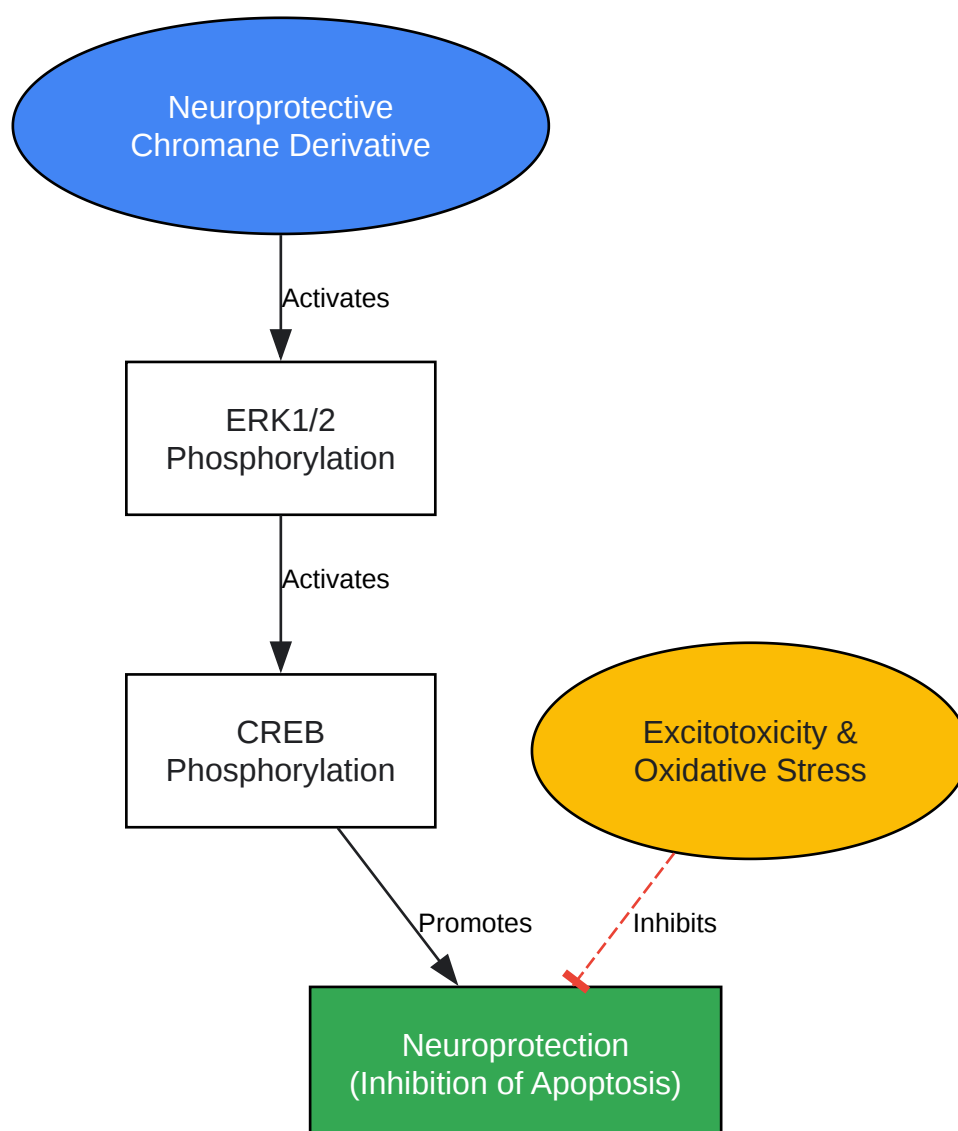 Neuroprotective
Chromane Derivative
Activates
ERK1/2
Phosphorylation
Activates
CREB
Phosphorylation
Excitotoxicity &
Oxidative Stress
Promotes
Inhibits
Neuroprotection
(Inhibition of Apoptosis)